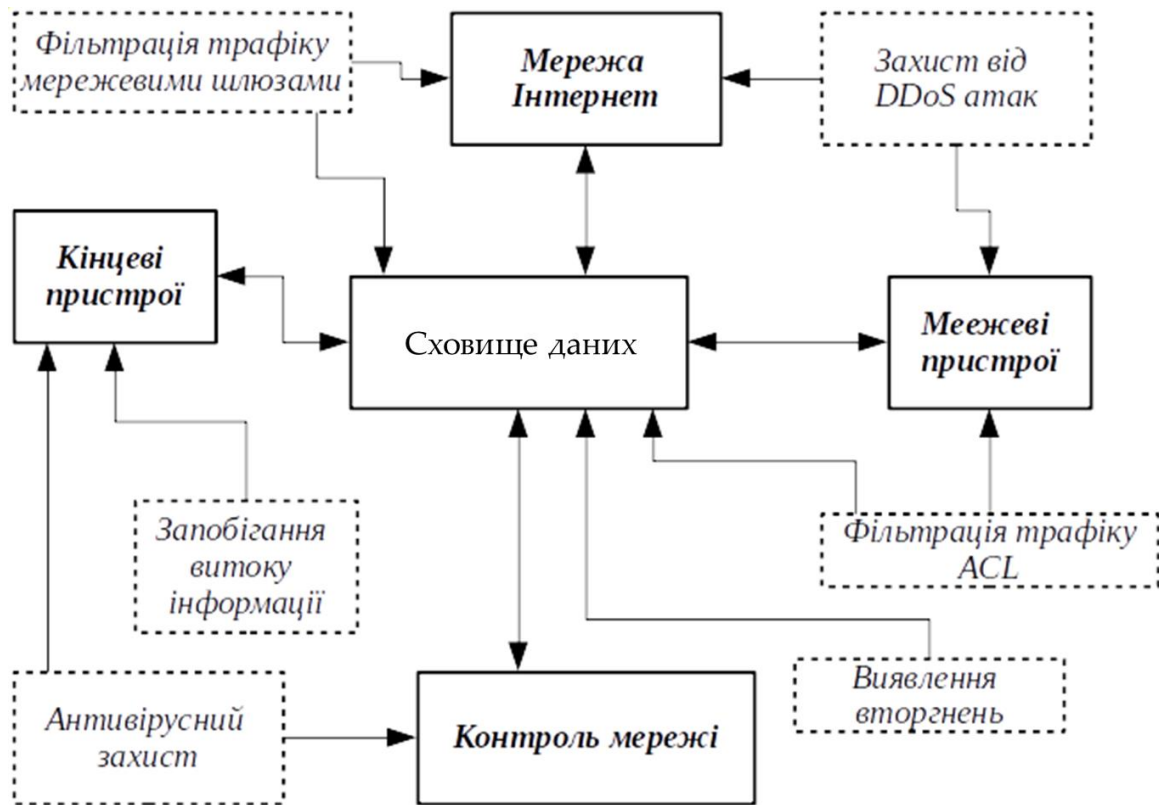 Фільтрація трафіку
мережевими шлюзами
Мережа
Інтернет
Захист від
DDoS атак
Кінцеві
пристрої
Сховище даних
Меежеві
пристрої
Запобігання
витоку
інформації
Фільтрація трафіку
ACL
Антивірусний
захист
Контроль мережі
Виявлення
вторгнень